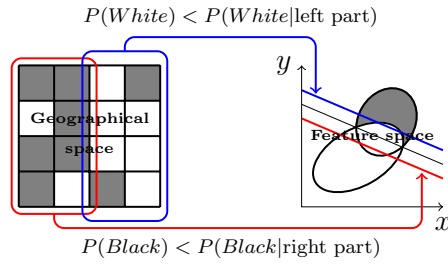 P(White) < P(White|left part)
y
Geographical
space
Feature space
x
P(Black) < P(Black|right part)